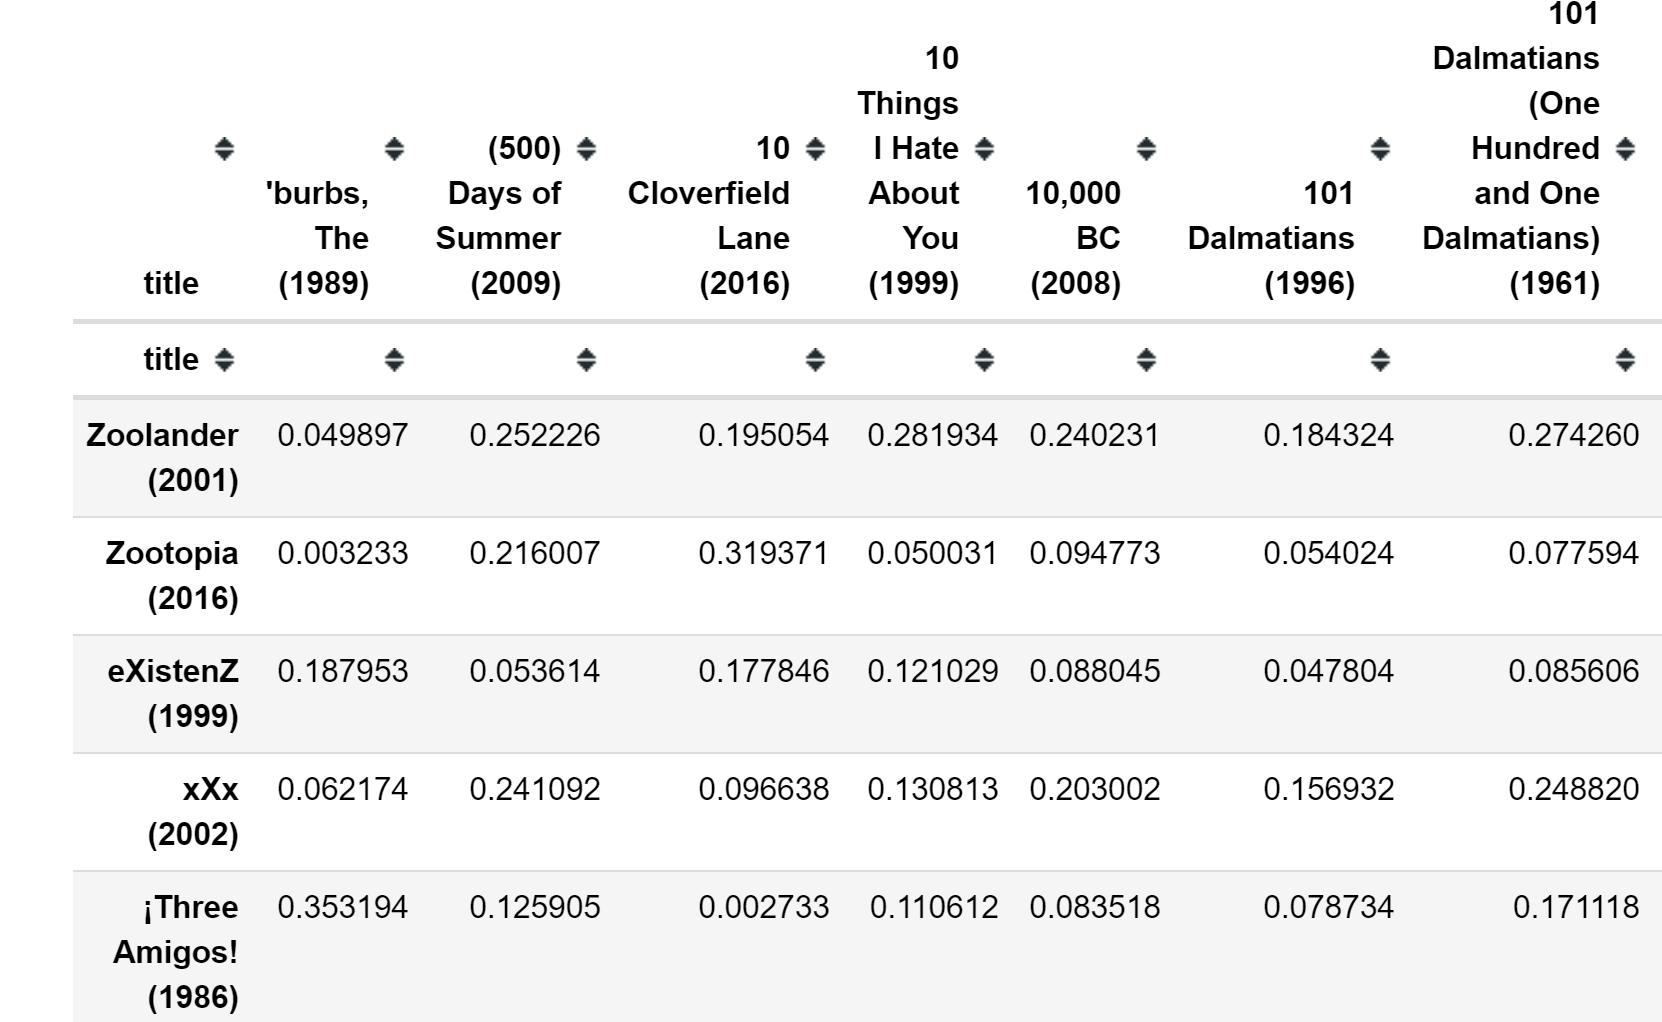 101
10 Dalmatians
Things (One
(500) 10 I Hate Hundred
'burbs, Days of Cloverfield About 10,000 101 and One
The Summer Lane You BC Dalmatians Dalmatians)
title (1989) (2009) (2016) (1999) (2008) (1996) (1961)
title
Zoolander 0.049897 0.252226 0.195054 0.281934 0.240231 0.184324 0.274260
(2001)
Zootopia 0.003233 0.216007 0.319371 0.050031 0.094773 0.054024 0.077594
(2016)
eXistenZ 0.187953 0.053614 0.177846 0.121029 0.088045 0.047804 0.085606
(1999)
xXx 0.062174 0.241092 0.096638 0.130813 0.203002 0.156932 0.248820
(2002)
¡Three 0.353194 0.125905 0.002733 0.110612 0.083518 0.078734 0.171118
Amigos!
(1986)